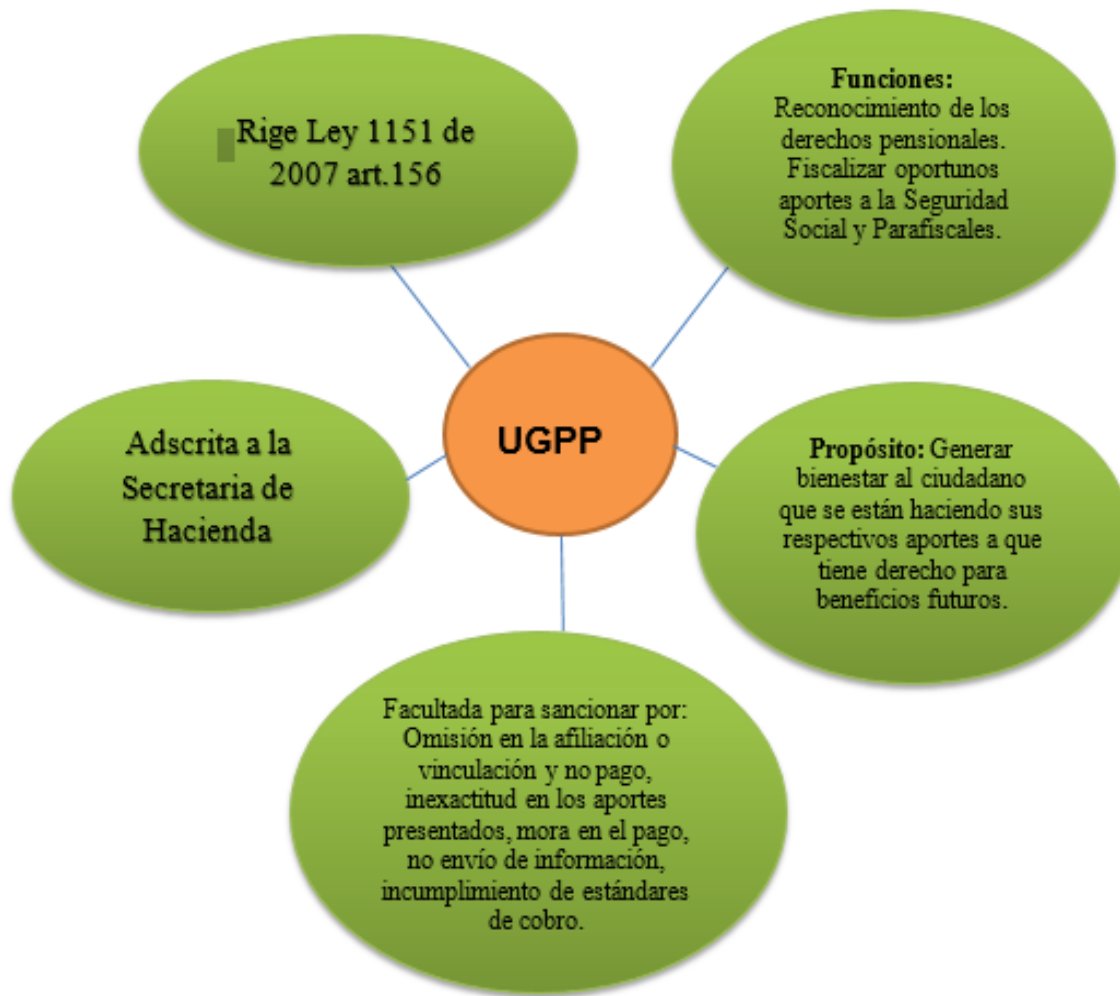 Rige Ley 1151 de
2007 art.156
Funciones:
Reconocimiento de los
derechos pensionales.
Fiscalizar oportunos
aportes a la Seguridad
Social y Parafiscales.
UGPP
Adscrita a la
Secretaria de
Hacienda
Propósito: Generar
bienestar al ciudadano
que se están haciendo sus
respectivos aportes a que
tiene derecho para
beneficios futuros.
Facultada para sancionar por:
Omisión en la afiliación o
vinculación y no pago,
inexactitud en los aportes
presentados, mora en el pago,
no envío de información,
incumplimiento de estándares
de cobro.